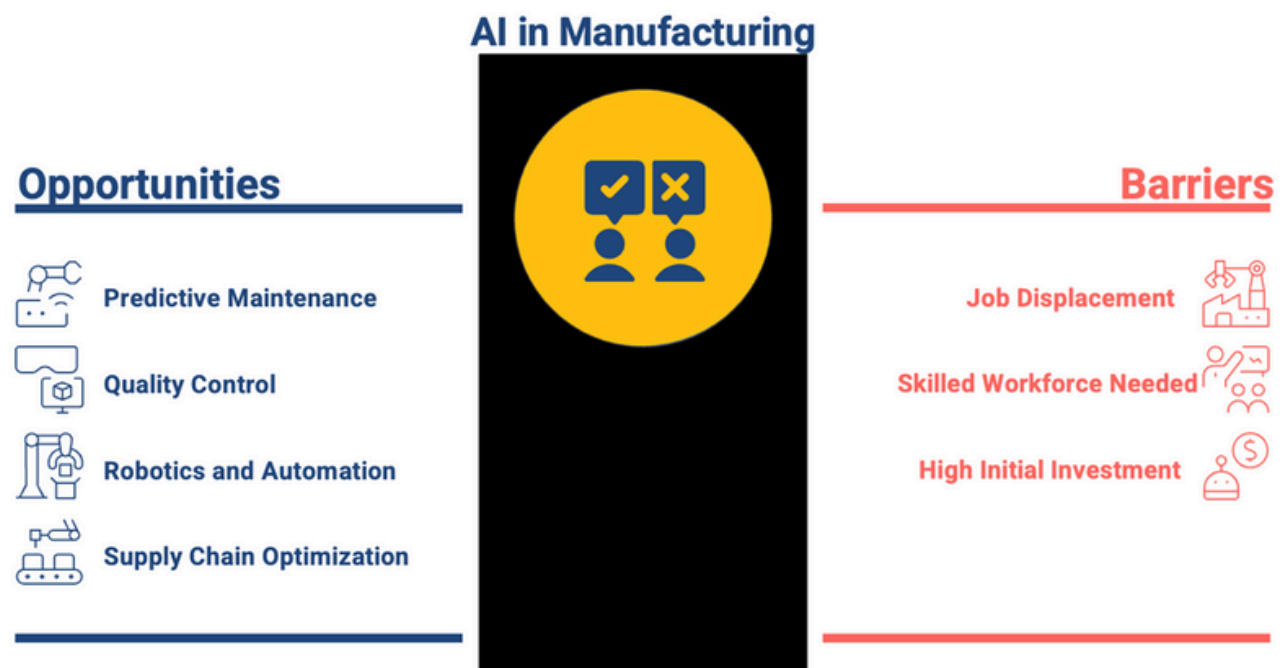 AI in Manufacturing
Opportunities
Predictive Maintenance
Quality Control
Robotics and Automation
Supply Chain Optimization
Barriers
Job Displacement
Skilled Workforce Needed
High Initial Investment
$